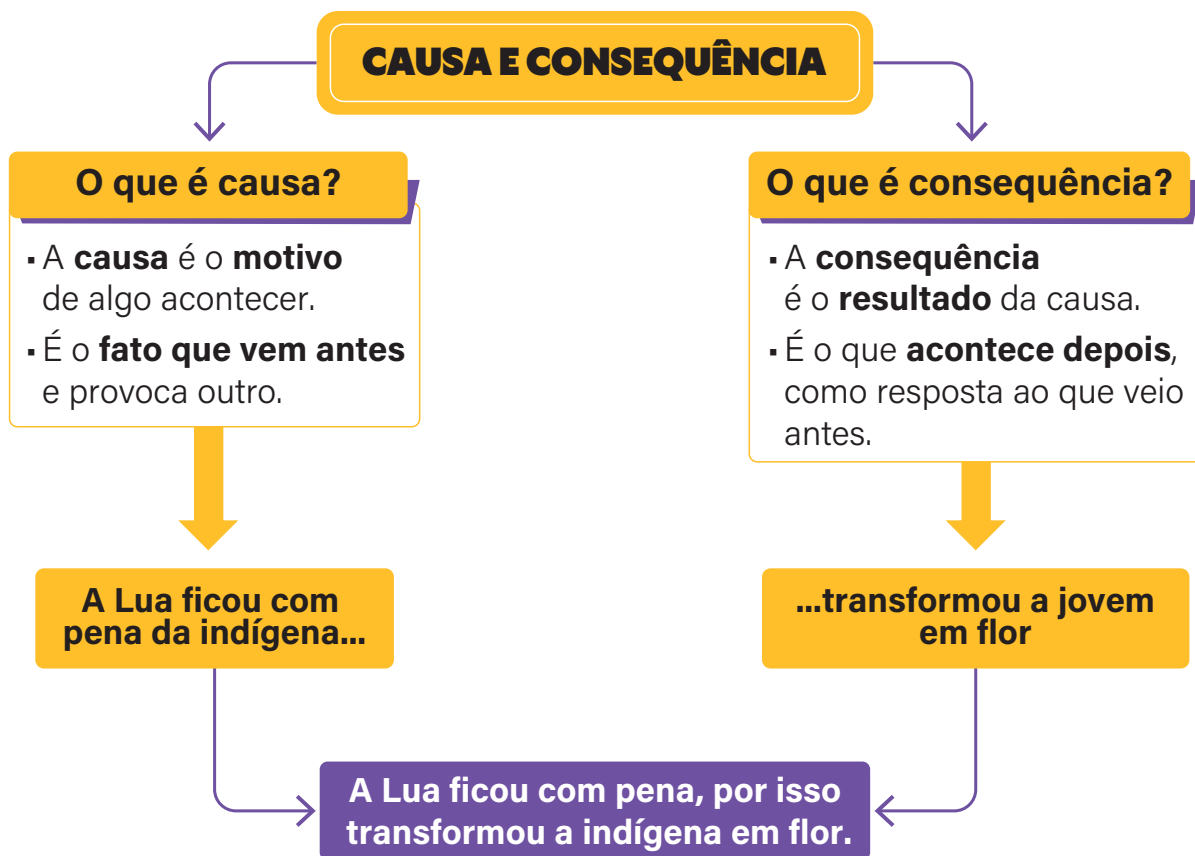 CAUSA E CONSEQUÊNCIA
O que é causa?
▪ A causa é o motivo
de algo acontecer.
▪ É o fato que vem antes
e provoca outro.
A Lua ficou com
pena da indígena...
O que é consequência?
▪ A consequência
é o resultado da causa.
▪ É o que acontece depois,
como resposta ao que veio
antes.
...transformou a jovem
em flor
A Lua ficou com pena, por isso
transformou a indígena em flor.